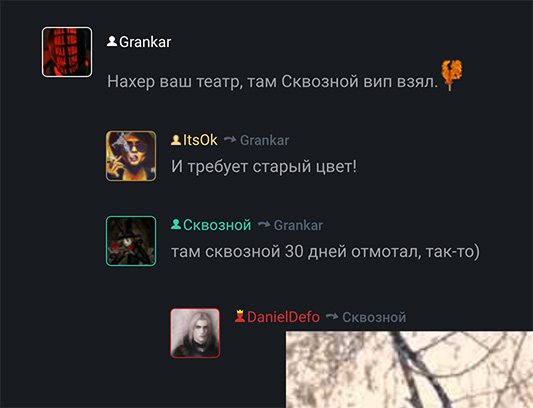 Grankar
Нахер ваш театр, там Сквозной вип взял.
ItsOk Grankar
И требует старый цвет!
Сквозной Grankar
там сквозной 30 дней отмотал, так-то)
DanielDefo Сквозной